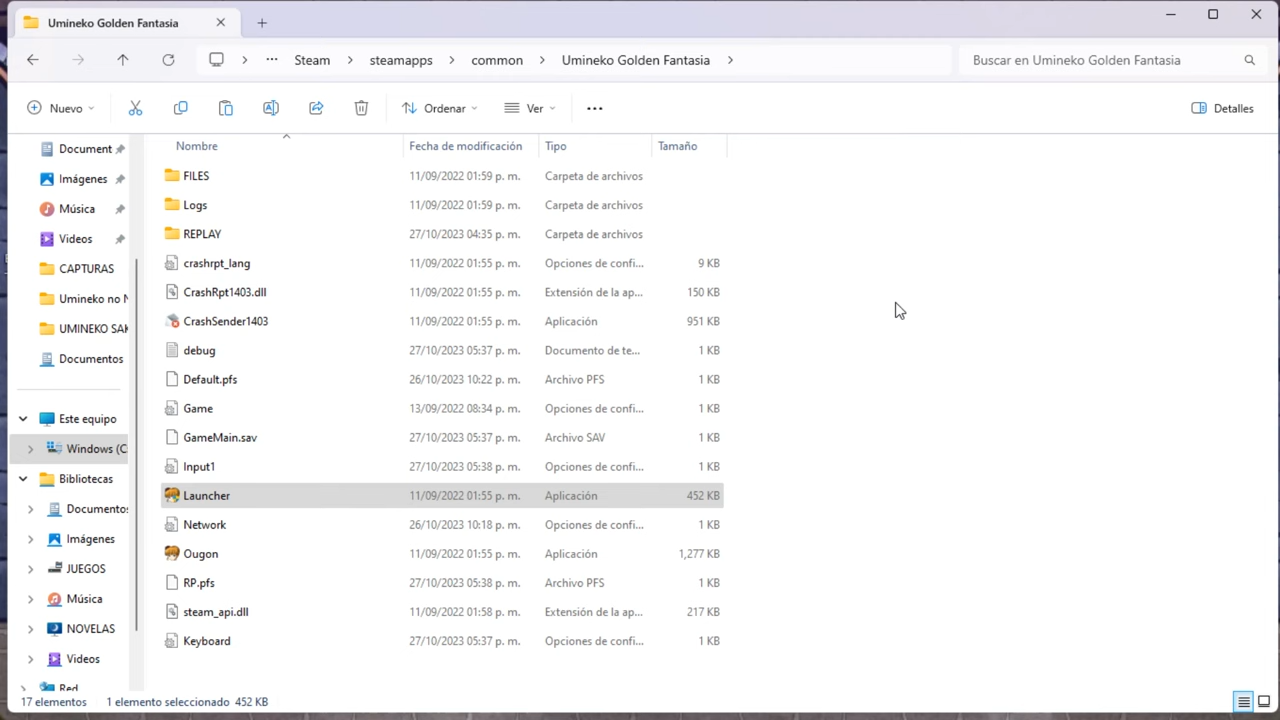 Umineko Golden Fantasia
Steam steamapps common Umineko Golden Fantasia
Buscar en Umineko Golden Fantasia
Nuevo Ordenar Ver Detalles
Nombre Fecha de modificación Tipo Tamaño
Document
Imágenes
Música
Videos
CAPTURAS
Umineko no N
UMINEKO SAK
Documentos
Este equipo
Windows (C
Bibliotecas
Documentos
Imágenes
JUEGOS
Música
NOVELAS
Videos
Red
FILES 11/09/2022 01:59 p. m. Carpeta de archivos
Logs 11/09/2022 01:59 p. m. Carpeta de archivos
REPLAY 27/10/2023 04:35 p. m. Carpeta de archivos
crashrpt_lang 11/09/2022 01:55 p. m. Opciones de confi... 9 KB
CrashRpt1403.dll 11/09/2022 01:55 p. m. Extensión de la ap... 150 KB
CrashSender1403 11/09/2022 01:55 p. m. Aplicación 951 KB
debug 27/10/2023 05:37 p. m. Documento de te... 1 KB
Default.pfs 26/10/2023 10:22 p. m. Archivo PFS 1 KB
Game 13/09/2022 08:34 p. m. Opciones de confi... 1 KB
GameMain.sav 27/10/2023 05:37 p. m. Archivo SAV 1 KB
Input1 27/10/2023 05:38 p. m. Opciones de confi... 1 KB
Launcher 11/09/2022 01:55 p. m. Aplicación 452 KB
Network 26/10/2023 10:18 p. m. Opciones de confi... 1 KB
Ougon 11/09/2022 01:55 p. m. Aplicación 1,277 KB
RP.pfs 27/10/2023 05:38 p. m. Archivo PFS 1 KB
steam_api.dll 11/09/2022 01:58 p. m. Extensión de la ap... 217 KB
Keyboard 27/10/2023 05:37 p. m. Opciones de confi... 1 KB
17 elementos 1 elemento seleccionado 452 KB